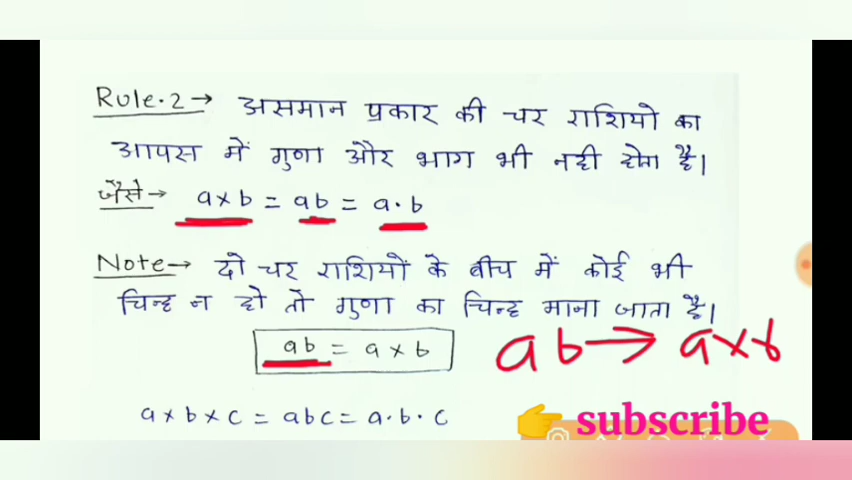 Rule.2→ असमान प्रकार की चर राशियो का
आपस में गुणा और भाग भी नही होता है।
जैसे→ a×b = ab = a.b
Note→ दो चर राशियों के बीच में कोई भी
चिन्ह न हो तो गुणा का चिन्ह माना जाता है।
ab = a×b ab→a×b
a×b×c = abc = a.b.c
👉 subscribe